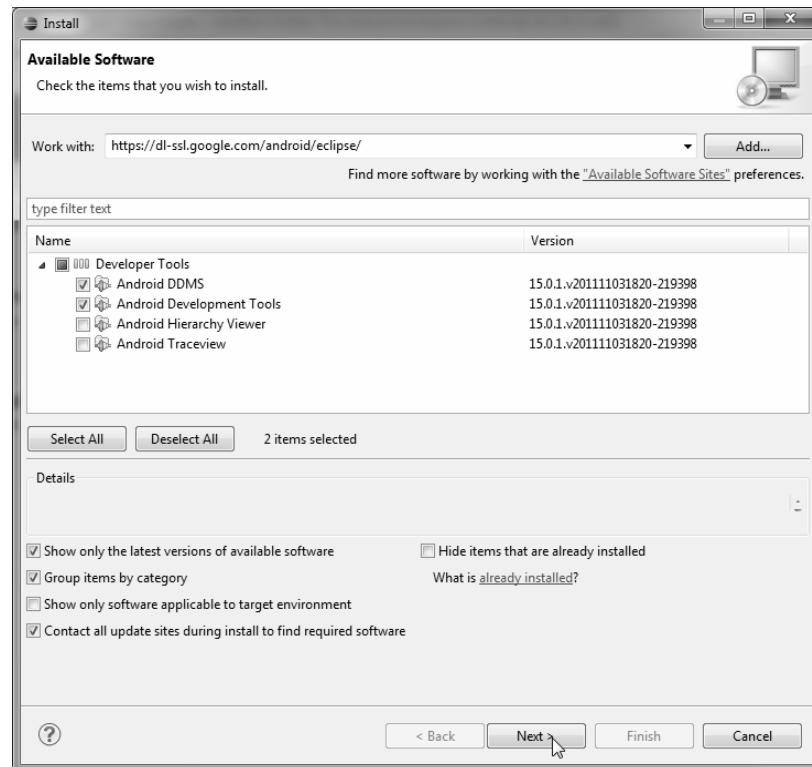 Install
Available Software
Check the items that you wish to install.
Work with: https://dl-ssl.google.com/android/eclipse/ Add...
Find more software by working with the "Available Software Sites" preferences.
type filter text
Name Version
Developer Tools
Android DDMS 15.0.1.v201111031820-219398
Android Development Tools 15.0.1.v201111031820-219398
Android Hierarchy Viewer 15.0.1.v201111031820-219398
Android Traceview 15.0.1.v201111031820-219398
Select All Deselect All 2 items selected
Details
Show only the latest versions of available software Hide items that are already installed
Group items by category What is already installed?
Show only software applicable to target environment
Contact all update sites during install to find required software
? < Back Next > Finish Cancel